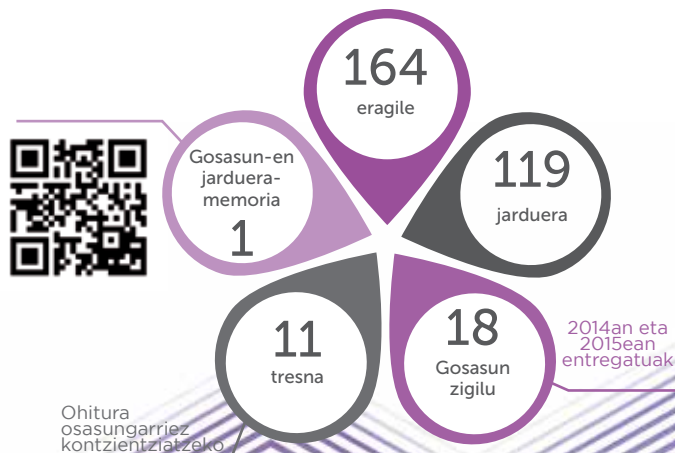 164
eragile
Gosasun-en
jarduera-
memoria
1
119
jarduera
11
tresna
18
Gosasun
zigilu
2014an eta
2015ean
entregatuak
Ohitura
osasungarriez
kontzientziatzeko